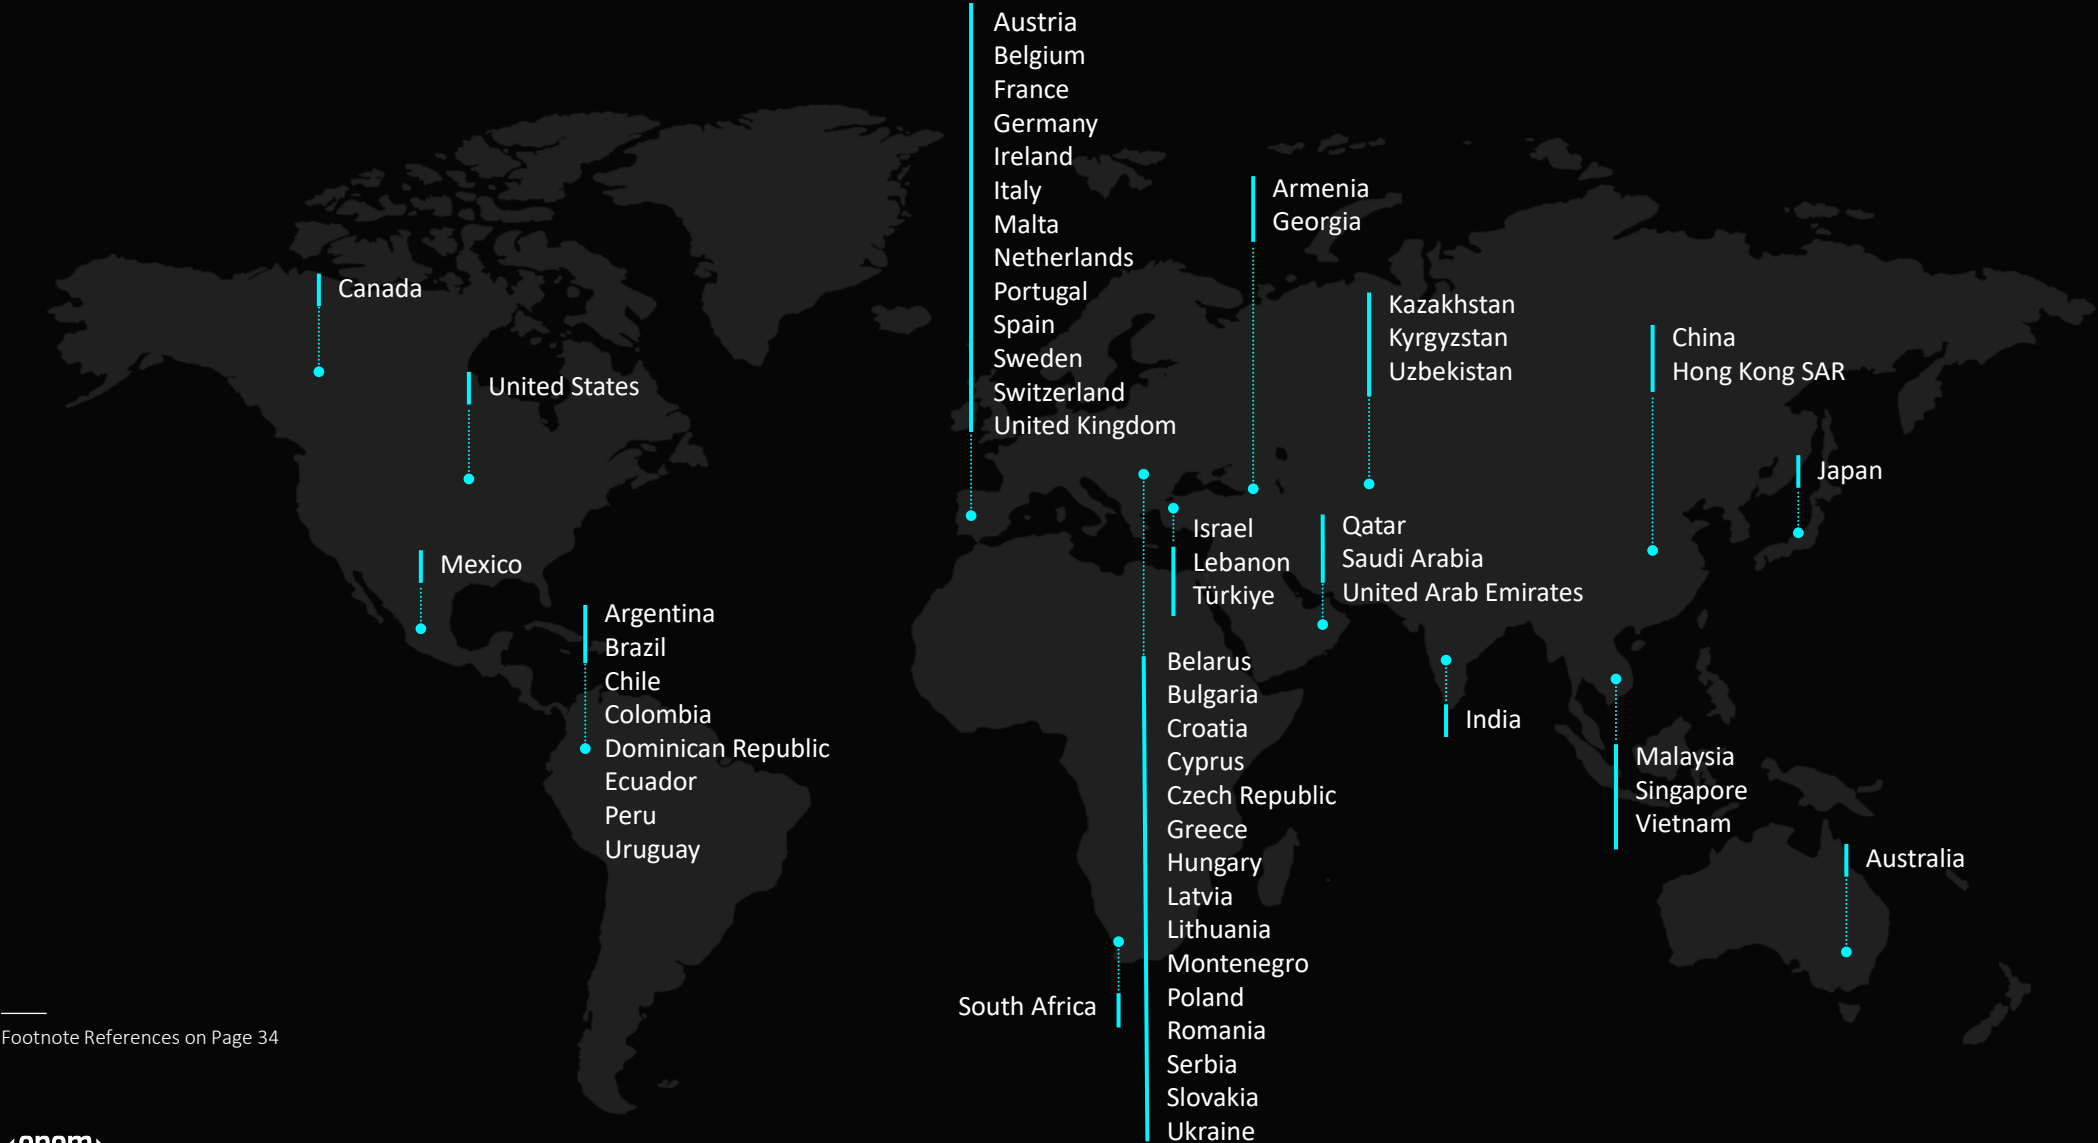 Austria
Belgium
France
Germany
Ireland
Italy
Malta
Netherlands
Portugal
Spain
Sweden
Switzerland
United Kingdom
Armenia
Georgia
Canada
United States
Kazakhstan
Kyrgyzstan
Uzbekistan
China
Hong Kong SAR
Japan
Mexico
Israel
Lebanon
Türkiye
Qatar
Saudi Arabia
United Arab Emirates
Argentina
Brazil
Chile
Colombia
Dominican Republic
Ecuador
Peru
Uruguay
Belarus
Bulgaria
Croatia
Cyprus
Czech Republic
Greece
Hungary
Latvia
Lithuania
Montenegro
Poland
Romania
Serbia
Slovakia
Ukraine
India
Malaysia
Singapore
Vietnam
Australia
South Africa
Footnote References on Page 34
<epam>